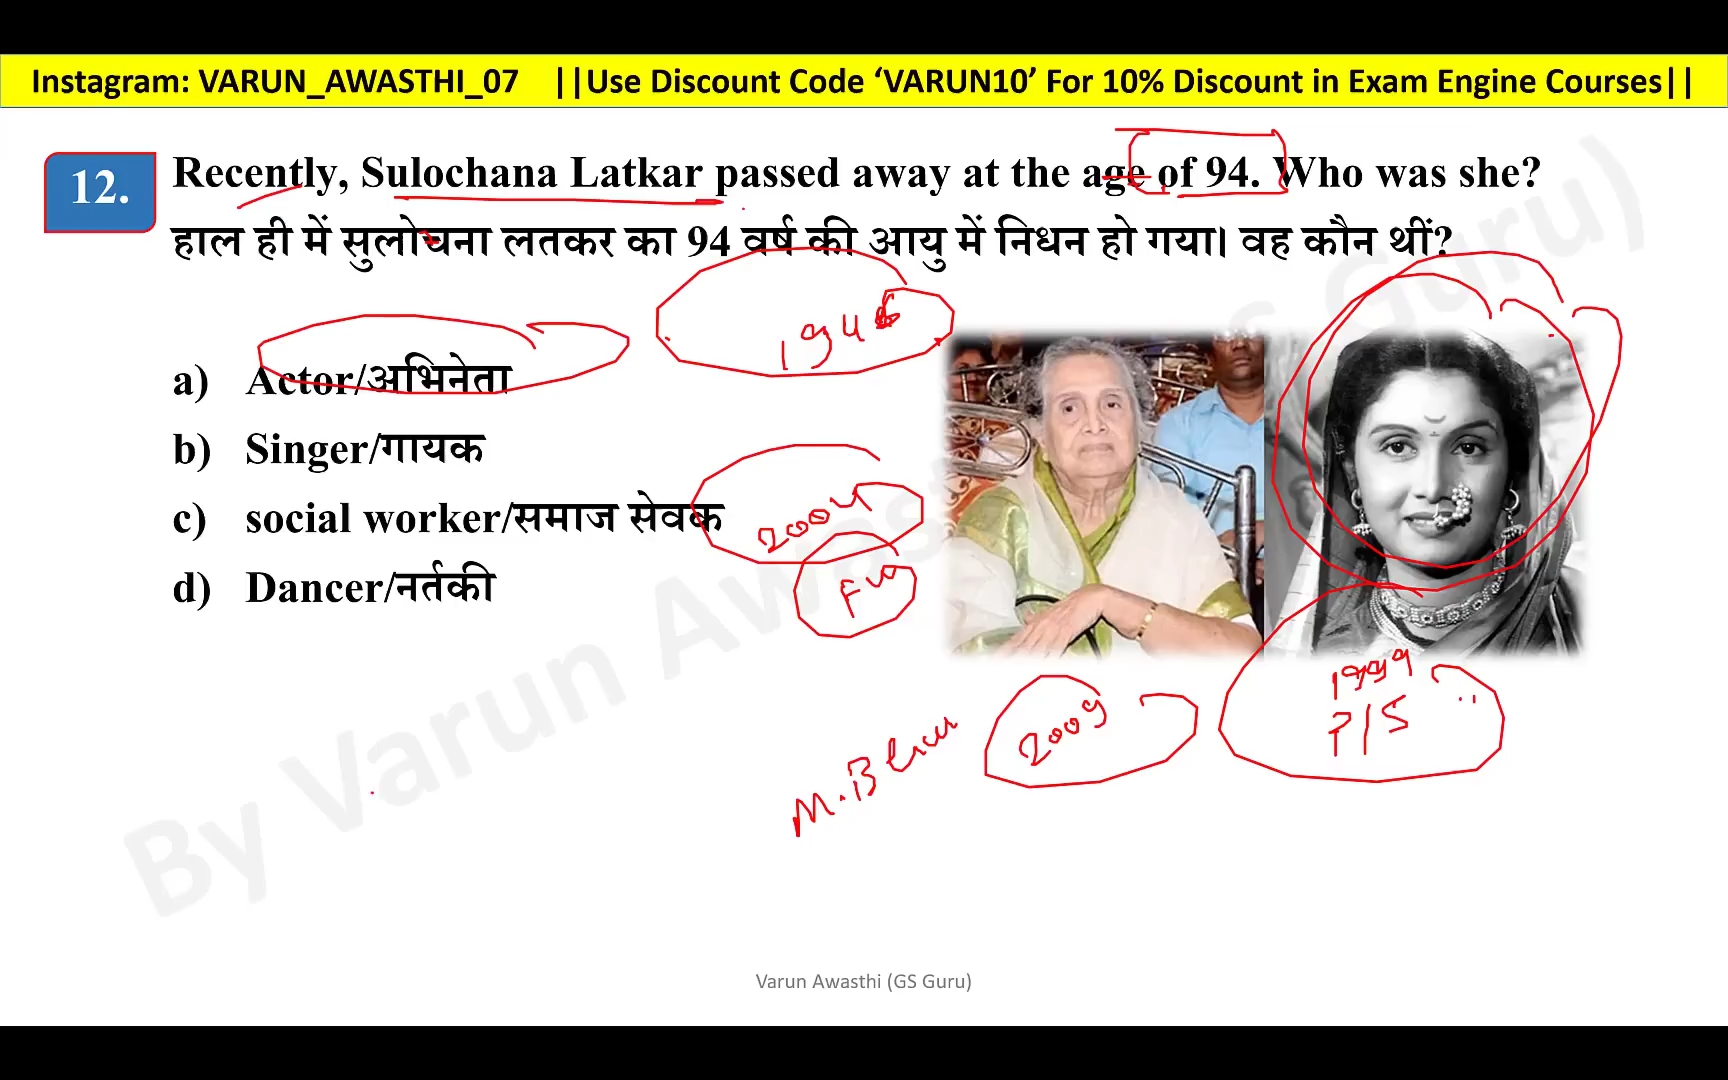 Instagram: VARUN_AWASTHI_07 ||Use Discount Code ‘VARUN10’ For 10% Discount in Exam Engine Courses||
12. Recently, Sulochana Latkar passed away at the age of 94. Who was she?
हाल ही में सुलोचना लतकर का 94 वर्ष की आयु में निधन हो गया। वह कौन थीं?
a) Actor/अभिनेता
b) Singer/गायक
c) social worker/समाज सेवक
d) Dancer/नर्तकी
1946
2004
1999
P/S
2009
By Varun Awasthi (GS Guru)
Varun Awasthi (GS Guru)